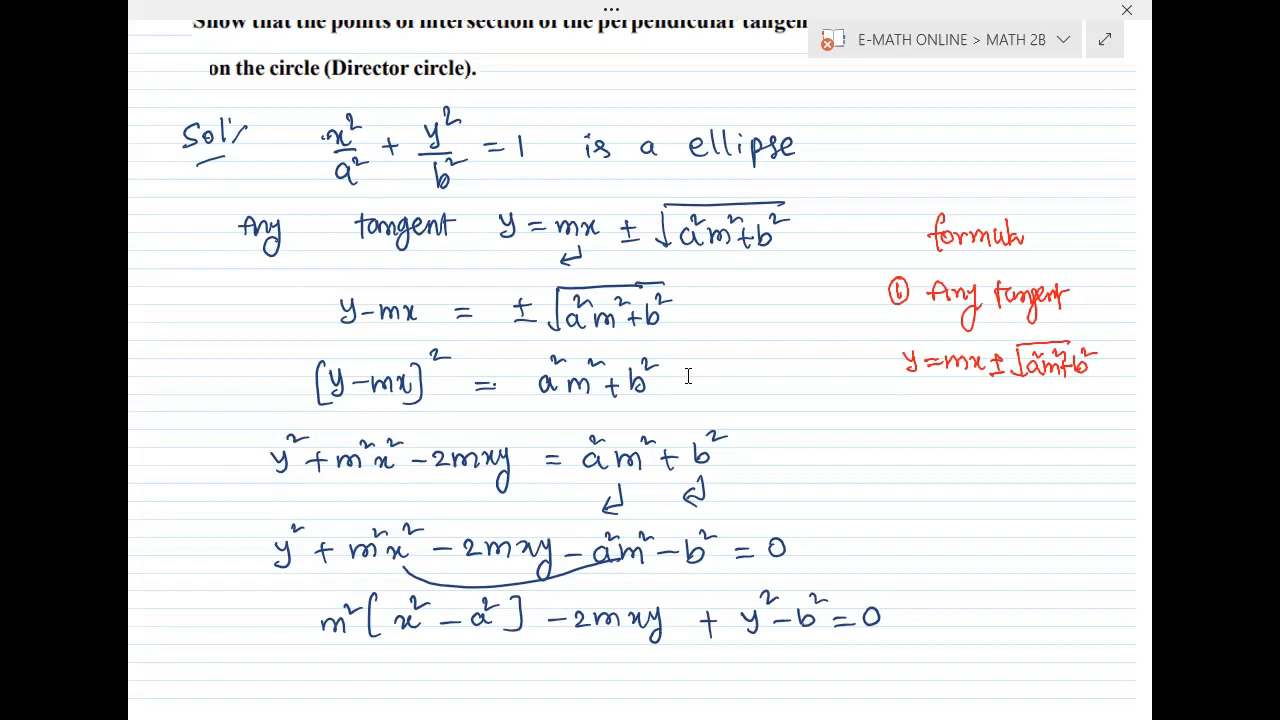 Show that the points of intersection of the perpendicular tangen
E-MATH ONLINE > MATH 2B
on the circle (Director circle).
Sol: x²/a² + y²/b² = 1 is a ellipse
Any tangent y = mx ± √(a²m²+b²)
formula
y-mx = ± √(a²m²+b²)
① Any tangent
y=mx±√(a²m²+b²)
[y-mx]² = a²m²+b²
y²+m²x²-2mxy = a²m²+b²
y²+m²x²-2mxy-a²m²-b²=0
m²[x²-a²]-2mxy+y²-b²=0